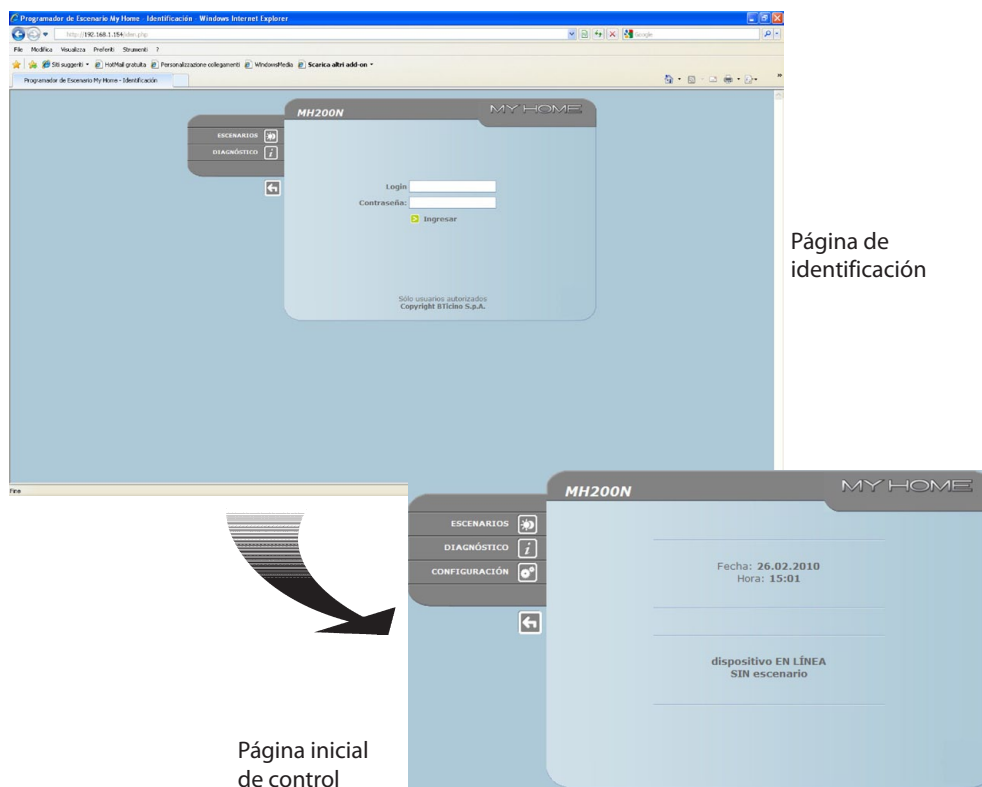 Programador de Escenario My Home - Identificación - Windows Internet Explorer
http://192.168.1.154/iden.php
Google
File Modifica Visualizza Preferiti Strumenti ?
Siti suggeriti HotMail gratuita Personalizzazione collegamenti WindowsMedia Scarica altri add-on
Programador de Escenario My Home - Identificación
MH200N
MY HOME
ESCENARIOS
DIAGNÓSTICO
Login
Contraseña:
Ingresar
Sólo usuarios autorizados
Copyright BTicino S.p.A.
Página de
identificación
Fine
MH200N
MY HOME
ESCENARIOS
DIAGNÓSTICO
CONFIGURACIÓN
Fecha: 26.02.2010
Hora: 15:01
dispositivo EN LÍNEA
SIN escenario
Página inicial
de control